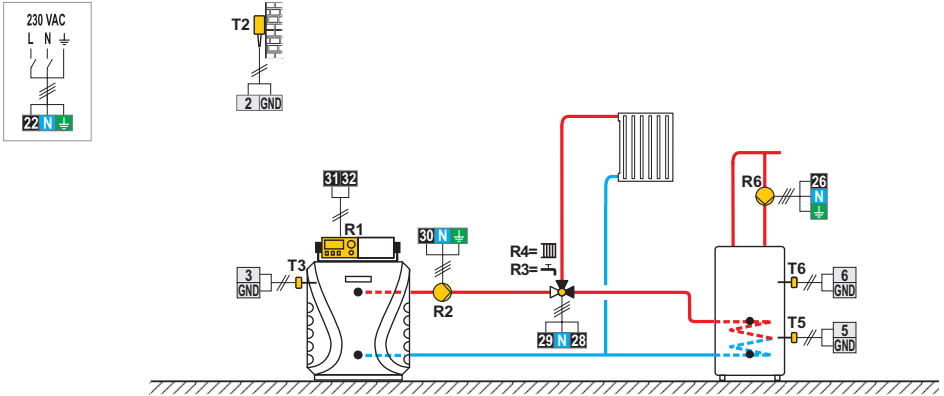 230 VAC
L N
22 N
T2
2 GND
31 32
R1
30 N
T3
3
GND
R2
R4=
R3=
29 N 28
R6
26
N
T6
6
GND
T5
5
GND